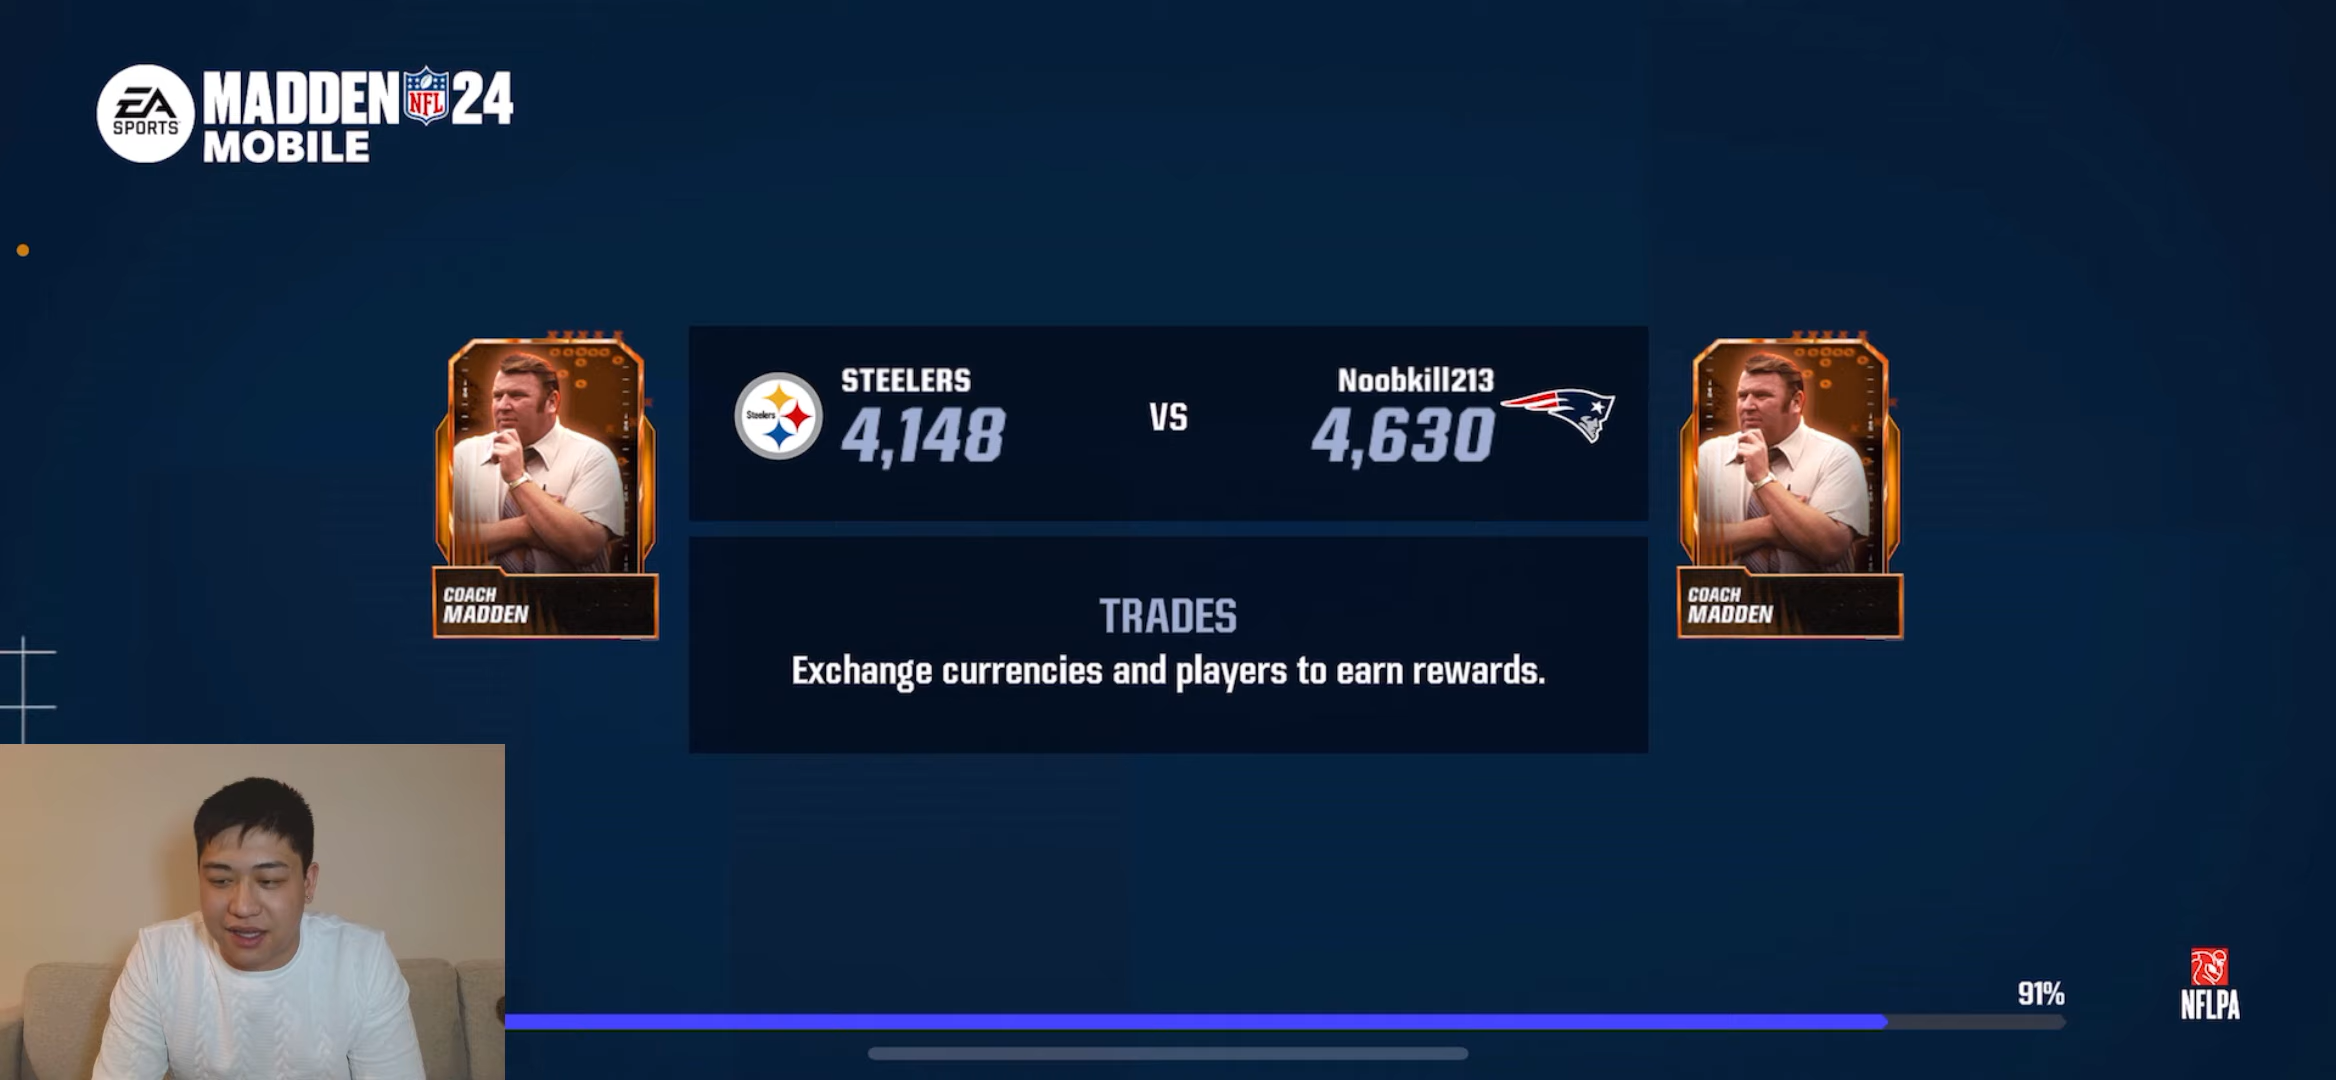 EA
SPORTS
MADDEN NFL 24
MOBILE
Steelers
STEELERS
4,148
VS
Noobkill213
4,630
COACH
MADDEN
COACH
MADDEN
TRADES
Exchange currencies and players to earn rewards.
91%
NFLPA